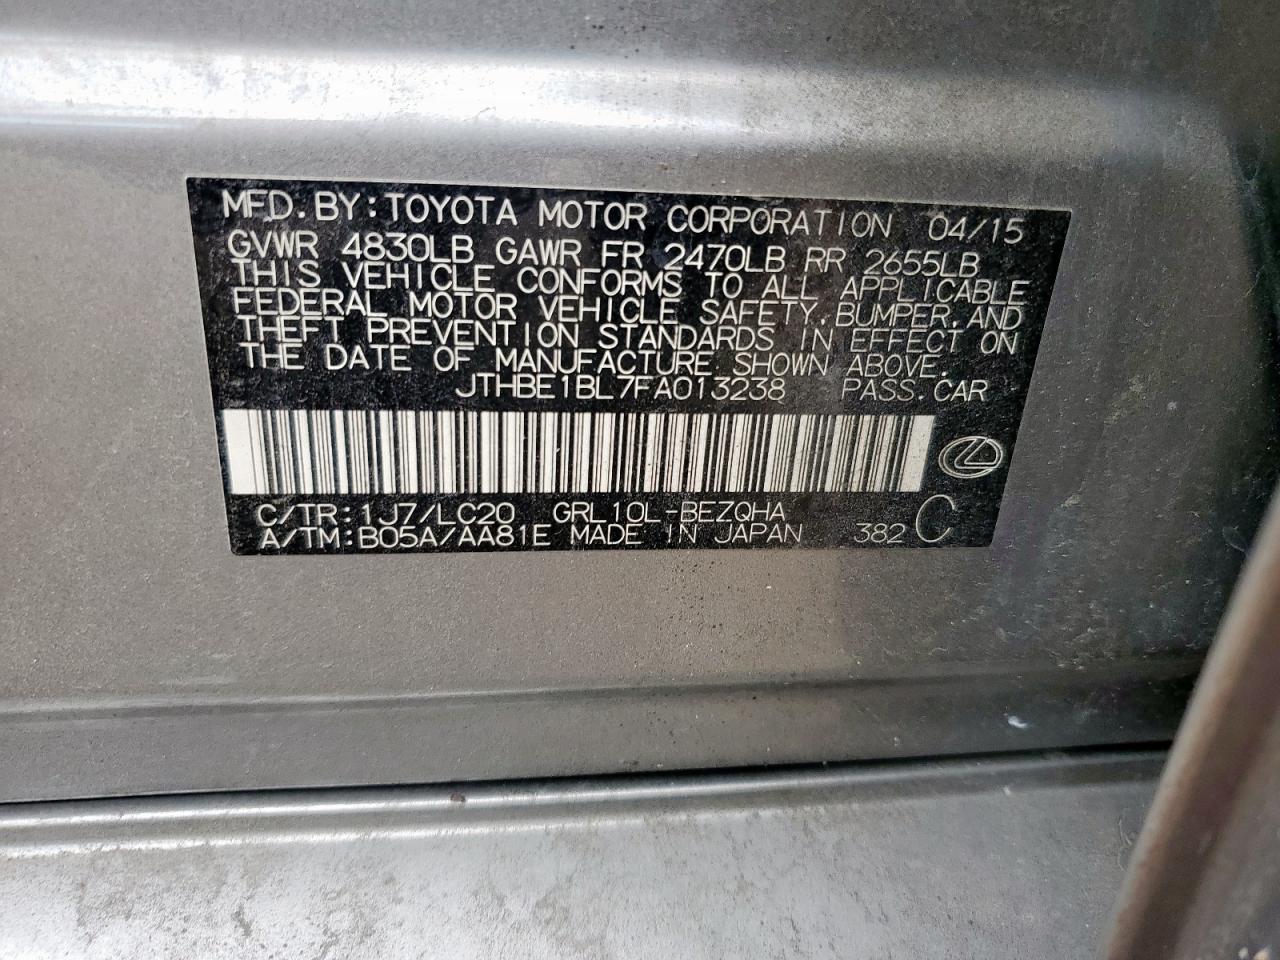 MFD. BY: TOYOTA MOTOR CORPORATION 04/15
GVWR 4830LB GAWR FR 2470LB RR 2655LB
THIS VEHICLE CONFORMS TO ALL APPLICABLE
FEDERAL MOTOR VEHICLE SAFETY, BUMPER, AND
THEFT PREVENTION STANDARDS IN EFFECT ON
THE DATE OF MANUFACTURE SHOWN ABOVE.
JTHBE1BL7FA013238 PASS. CAR
C/TR: 1J7/LC20 GRL10L-BEZQHA
A/TM: B05A/AA81E MADE IN JAPAN 382 C